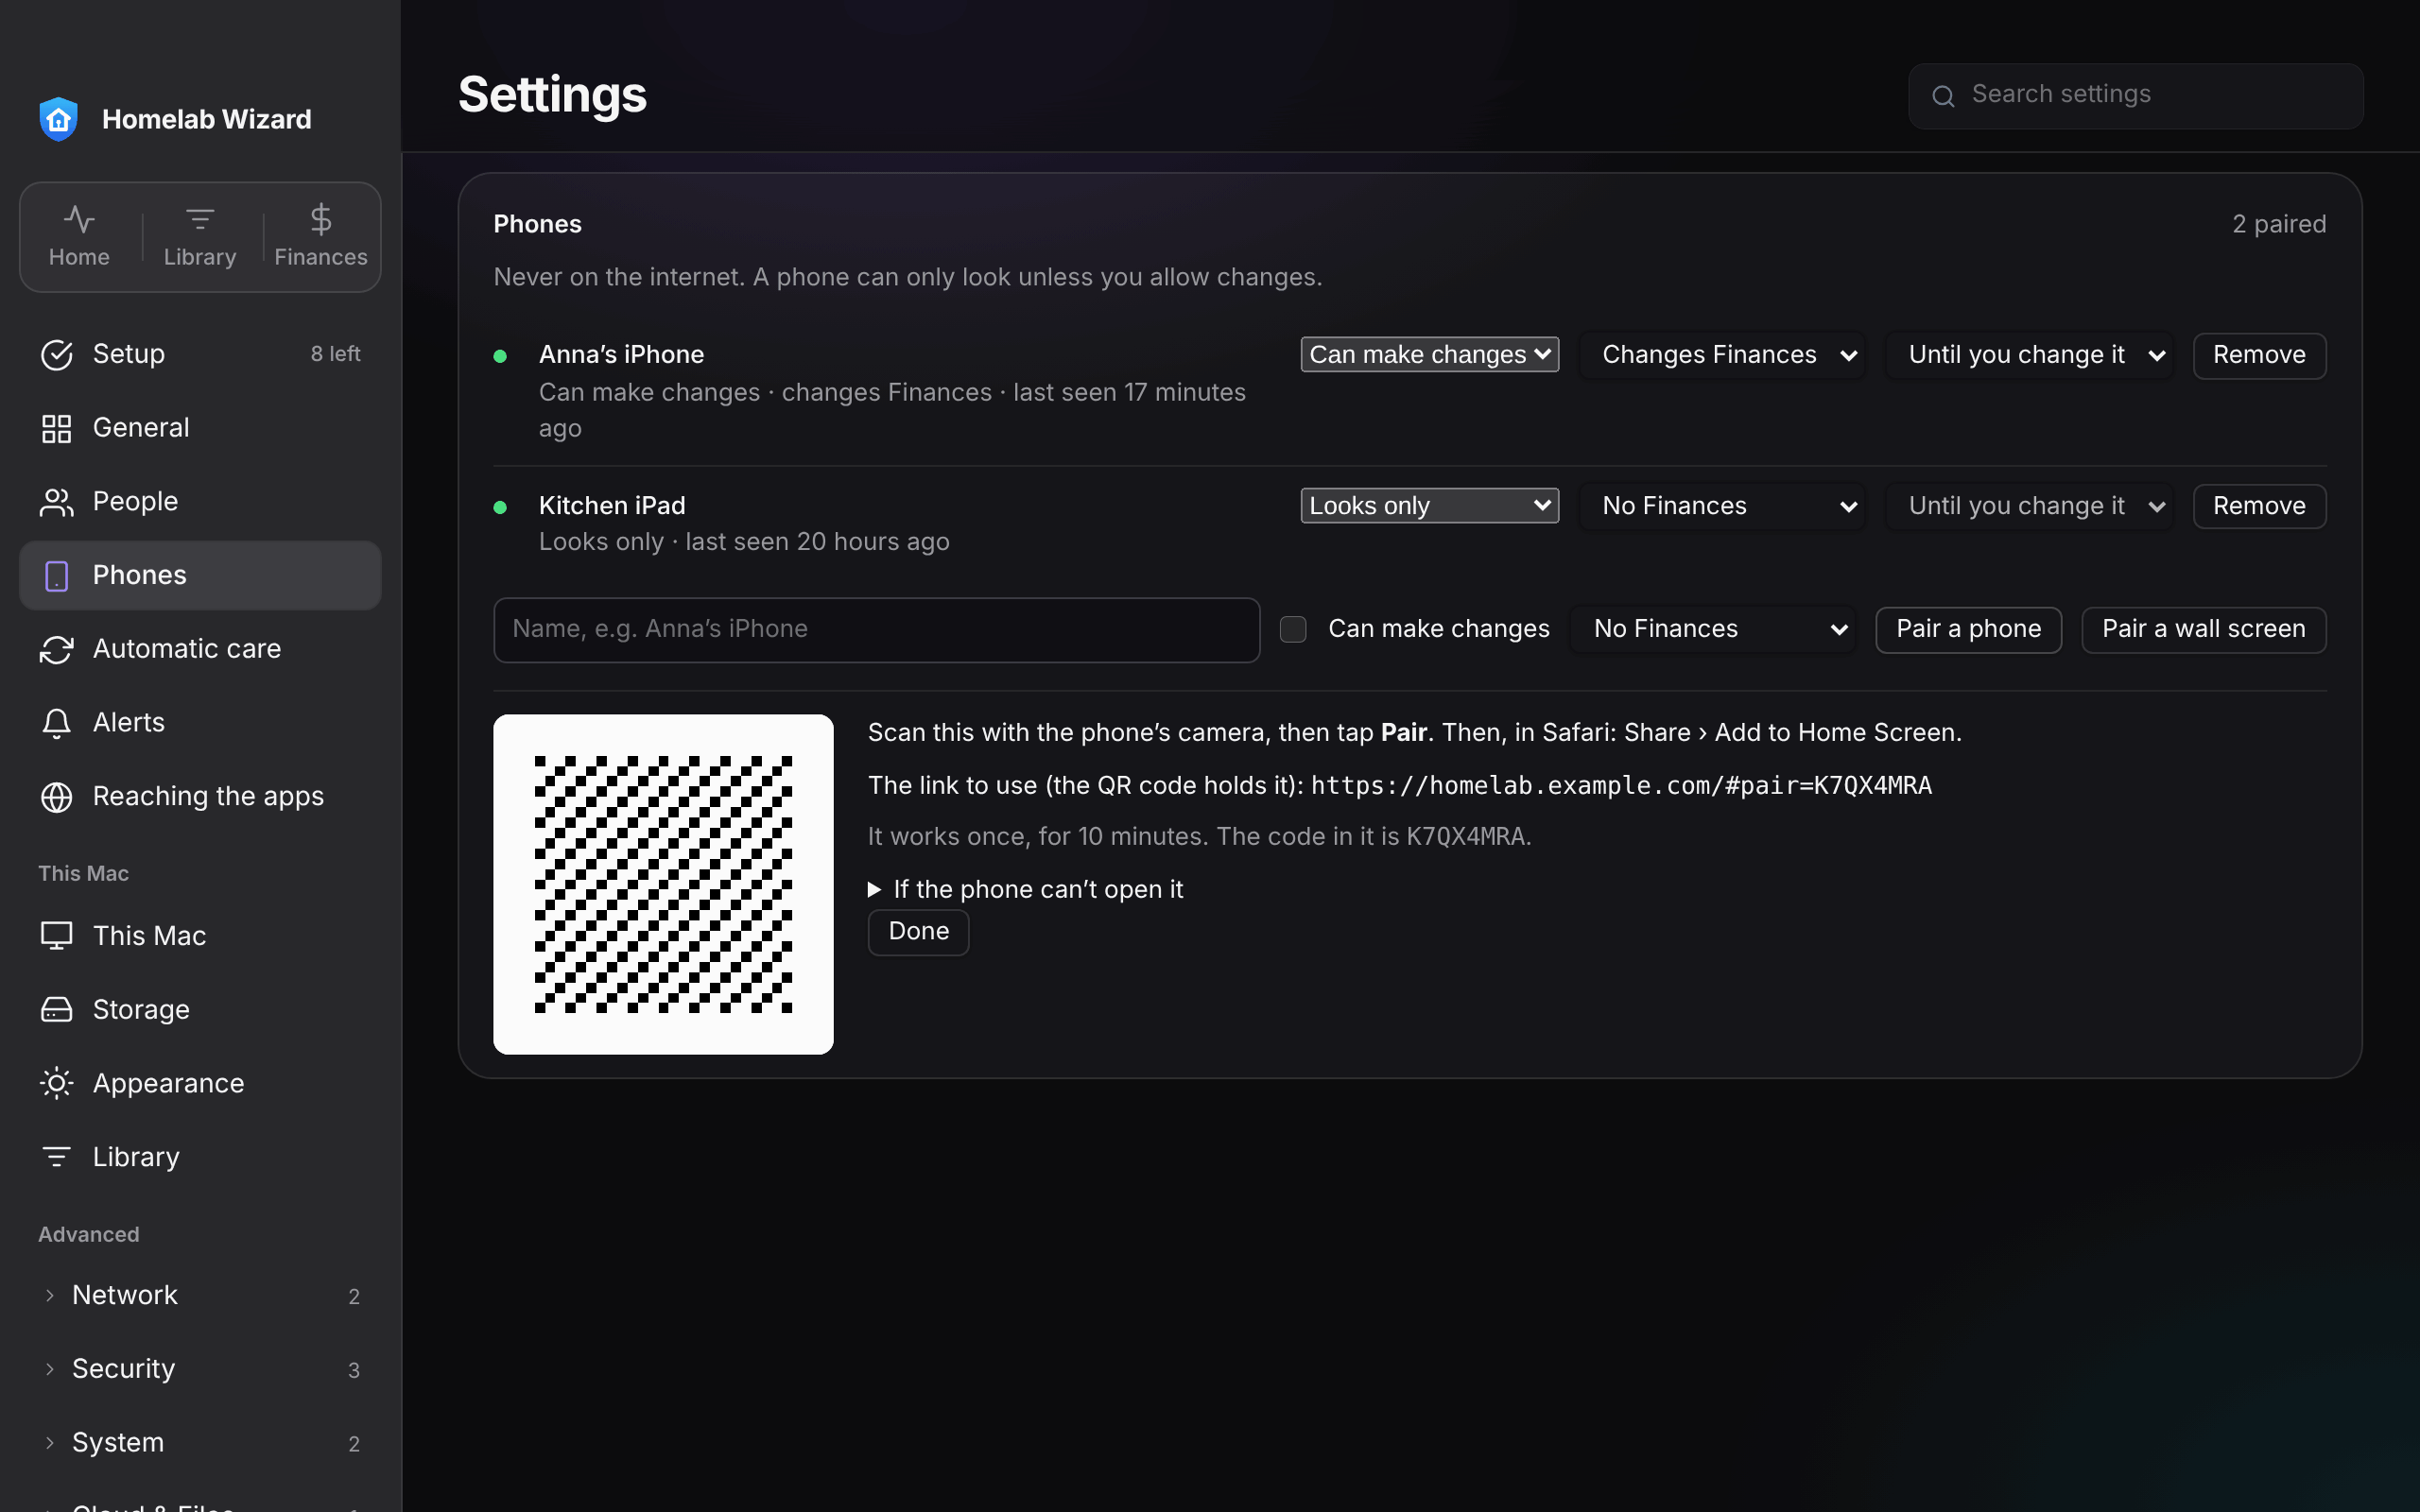 Homelab Wizard
Home
Library
Finances
Setup
8 left
General
People
Phones
Automatic care
Alerts
Reaching the apps
This Mac
This Mac
Storage
Appearance
Library
Advanced
Network
2
Security
3
System
2
Settings
Search settings
Phones
2 paired
Never on the internet. A phone can only look unless you allow changes.
Anna’s iPhone
Can make changes · changes Finances · last seen 17 minutes
ago
Can make changes
Changes Finances
Until you change it
Remove
Kitchen iPad
Looks only · last seen 20 hours ago
Looks only
No Finances
Until you change it
Remove
Name, e.g. Anna’s iPhone
Can make changes
No Finances
Pair a phone
Pair a wall screen
Scan this with the phone’s camera, then tap Pair. Then, in Safari: Share › Add to Home Screen.
The link to use (the QR code holds it): https://homelab.example.com/#pair=K7QX4MRA
It works once, for 10 minutes. The code in it is K7QX4MRA.
If the phone can’t open it
Done